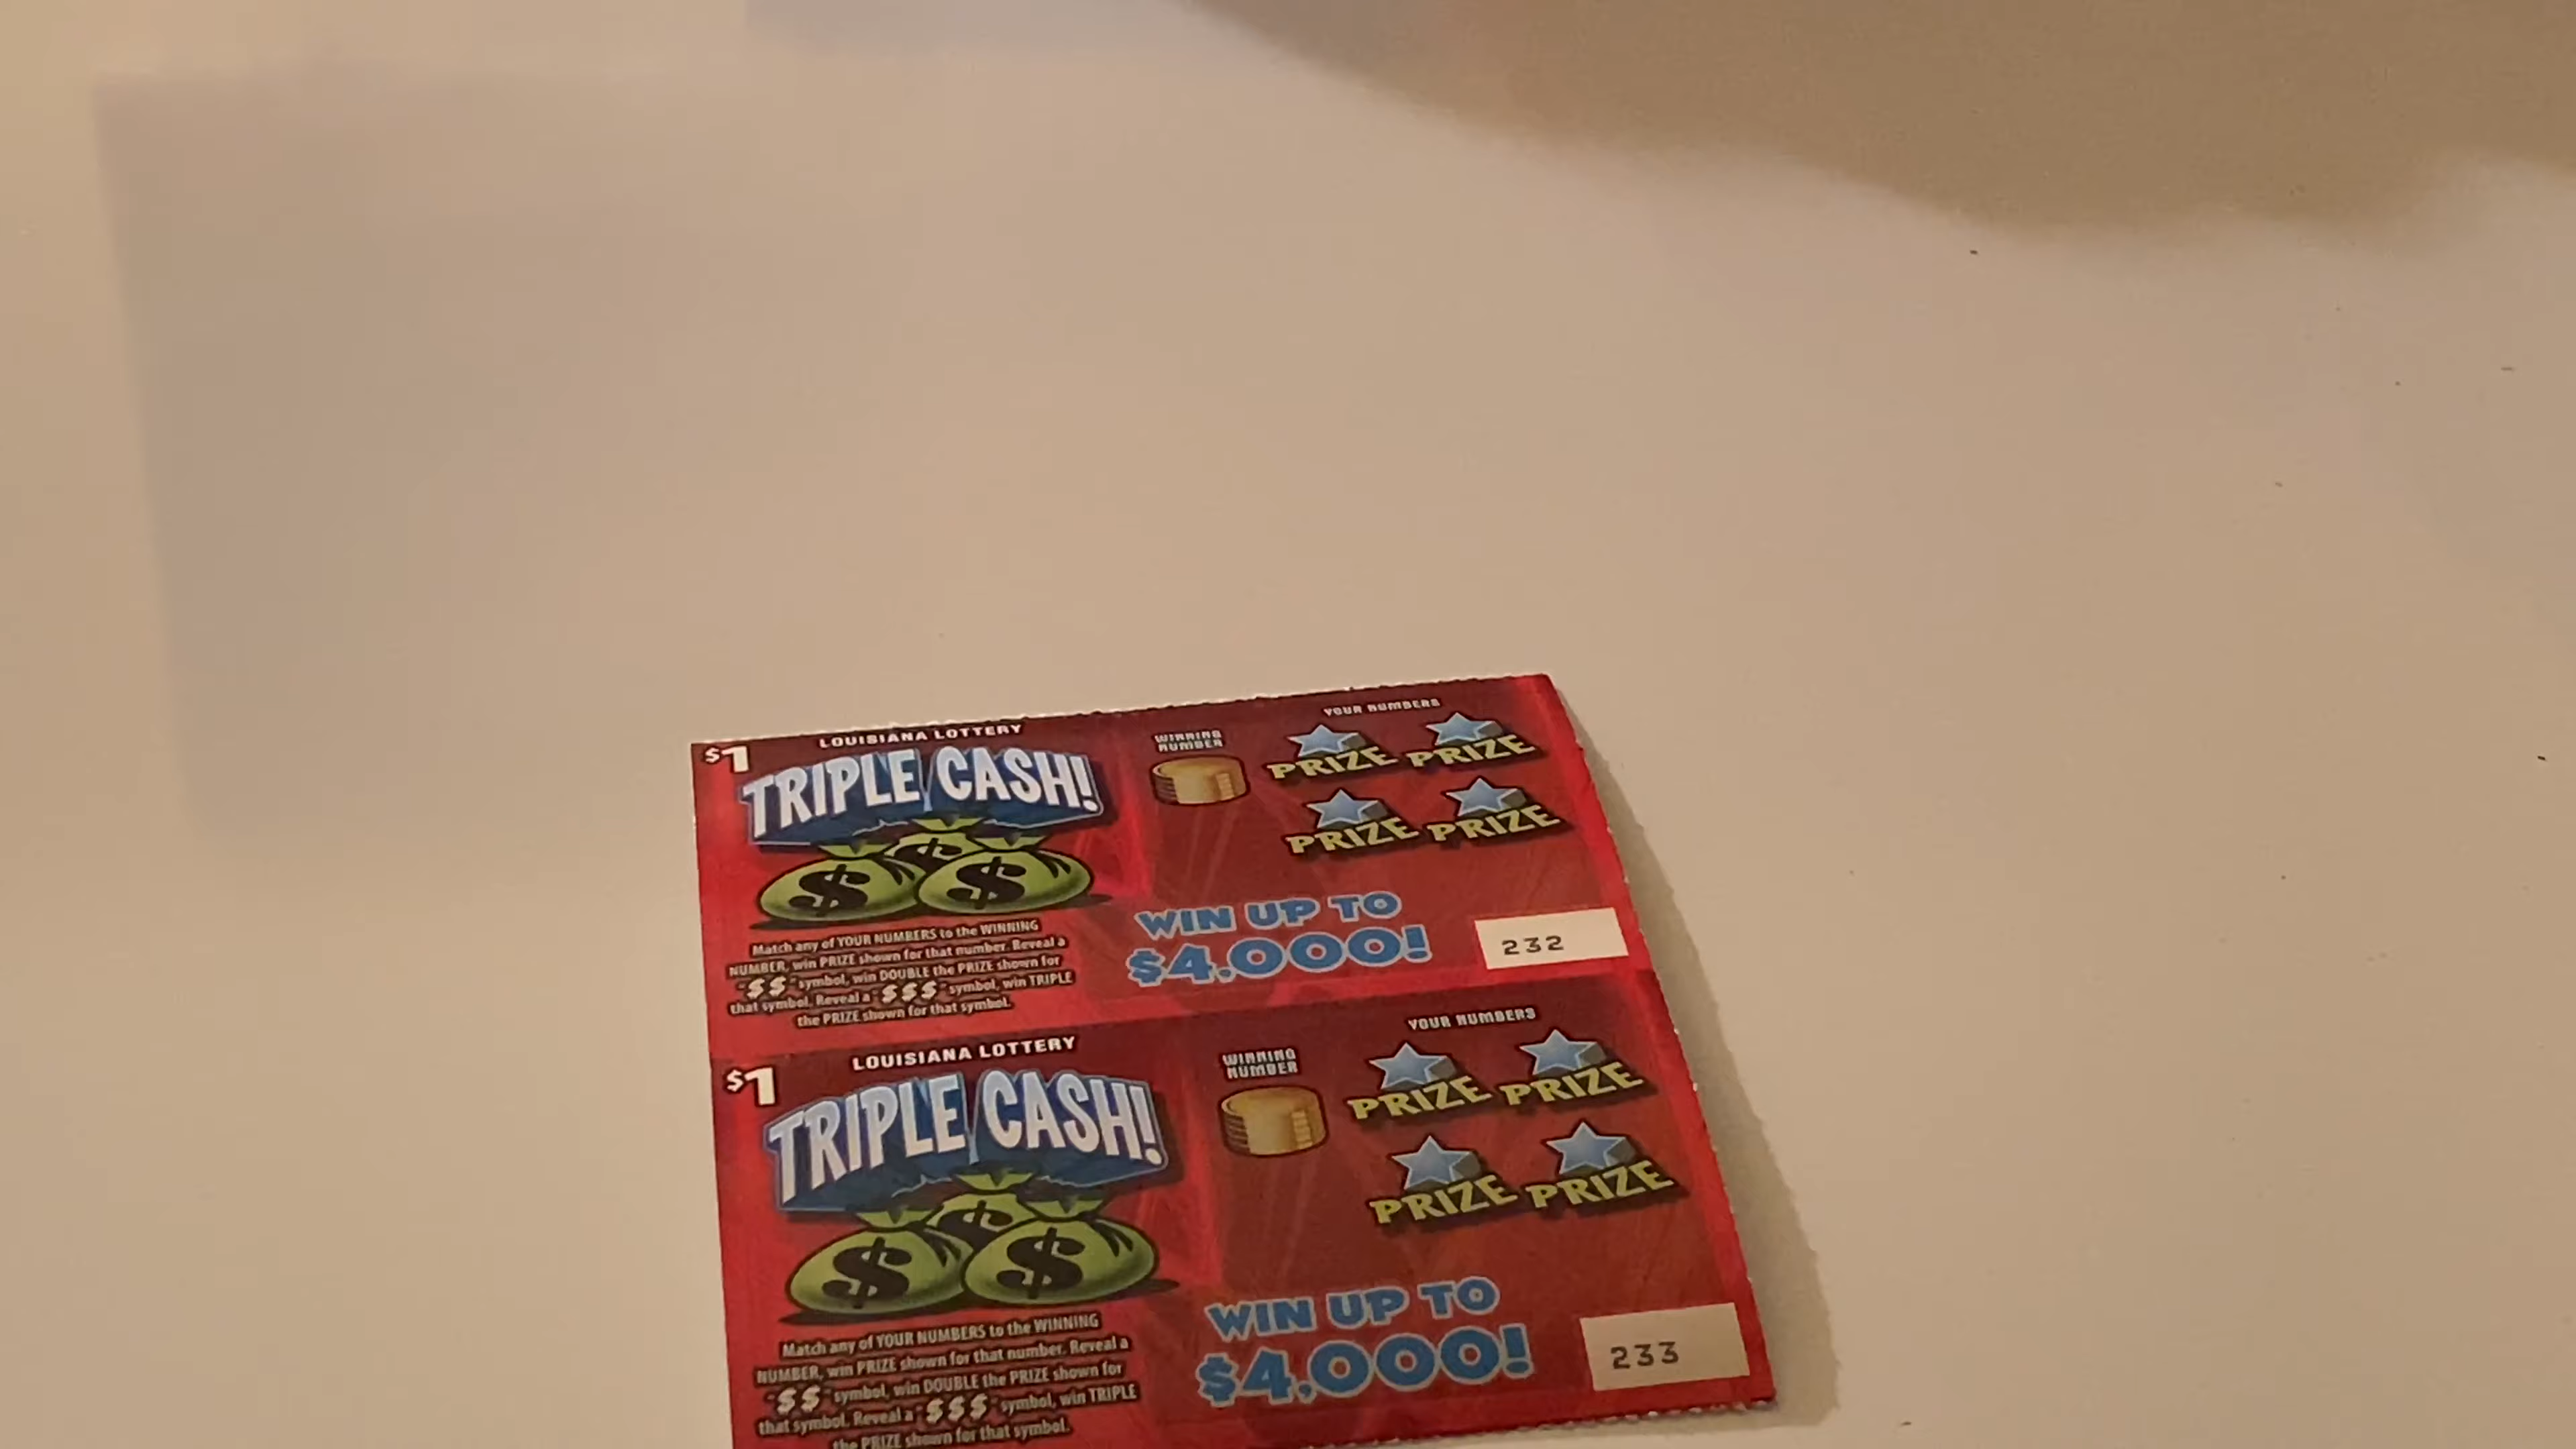 $1
LOUISIANA LOTTERY
TRIPLE CASH!
$ $ $
Match any of YOUR NUMBERS to the WINNING
NUMBER, win PRIZE shown for that number. Reveal a
"$$" symbol, win DOUBLE the PRIZE shown for
that symbol. Reveal a "$$$" symbol, win TRIPLE
the PRIZE shown for that symbol.
WINNING
NUMBER
YOUR NUMBERS
PRIZE PRIZE
PRIZE PRIZE
WIN UP TO
$4,000!
232
$1
LOUISIANA LOTTERY
TRIPLE CASH!
$ $ $
Match any of YOUR NUMBERS to the WINNING
NUMBER, win PRIZE shown for that number. Reveal a
"$$" symbol, win DOUBLE the PRIZE shown for
that symbol. Reveal a "$$$" symbol, win TRIPLE
the PRIZE shown for that symbol.
WINNING
NUMBER
YOUR NUMBERS
PRIZE PRIZE
PRIZE PRIZE
WIN UP TO
$4,000!
233